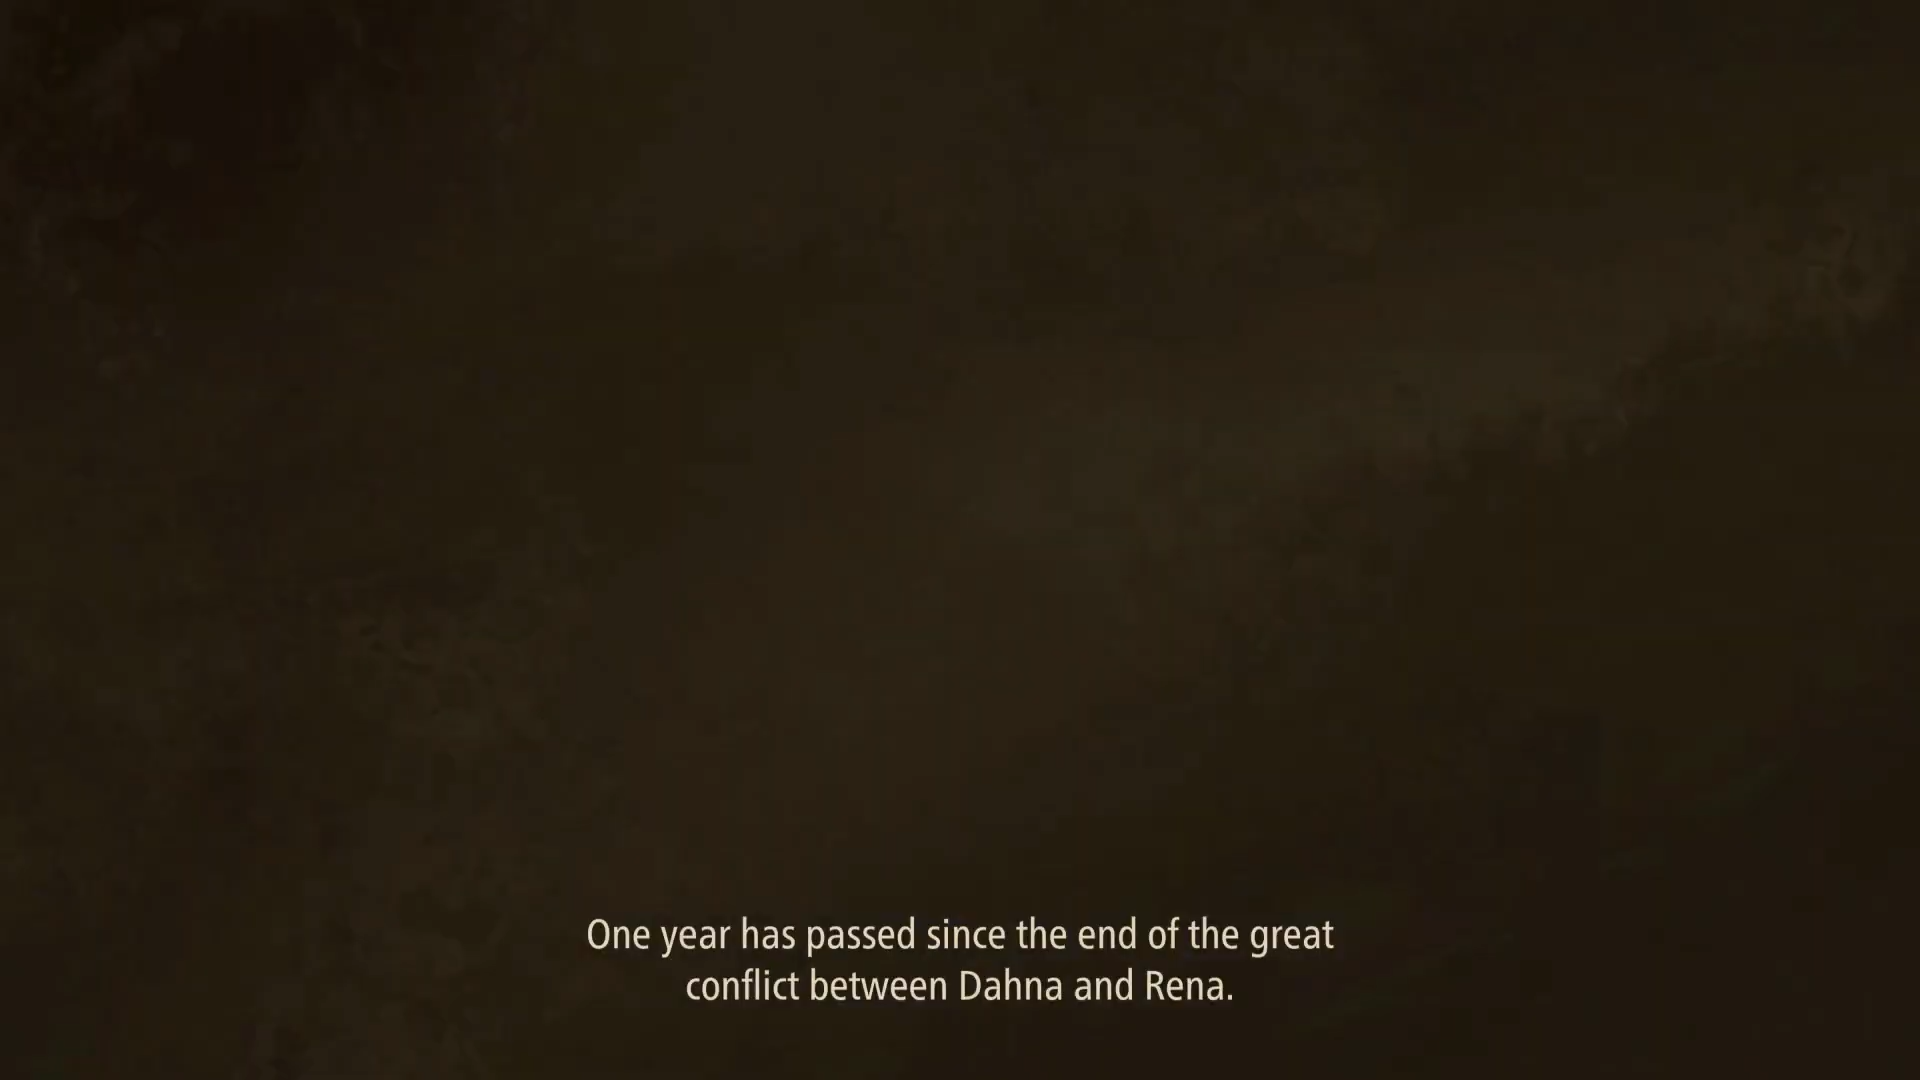 One year has passed since the end of the great
conflict between Dahna and Rena.